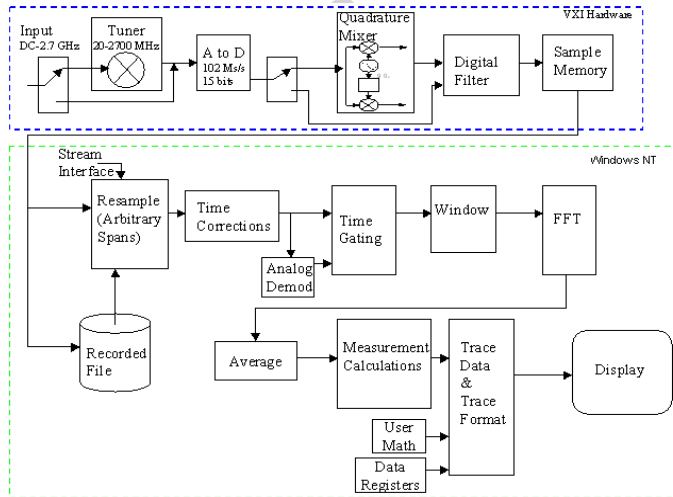 VXI Hardware
Input
DC-2.7 GHz
Tuner
20-2700 MHz
A to D
102 Ms/s
15 bits
Quadrature
Mixer
Digital
Filter
Sample
Memory
Windows NT
Stream
Interface
Resample
(Arbitrary
Spans)
Time
Corrections
Analog
Demod
Time
Gating
Window
FFT
Recorded
File
Average
Measurement
Calculations
Trace
Data
&
Trace
Format
Display
User
Math
Data
Registers